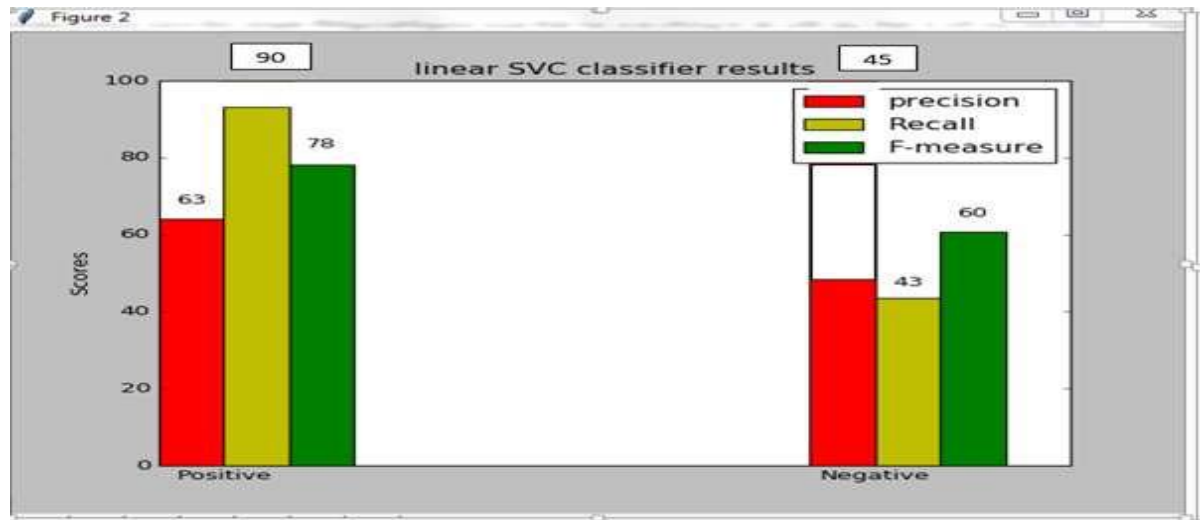 Figure 2
90
linear SVC classifier results
45
100
80
60
40
20
0
Scores
63
78
43
60
precision
Recall
F-measure
Positive
Negative